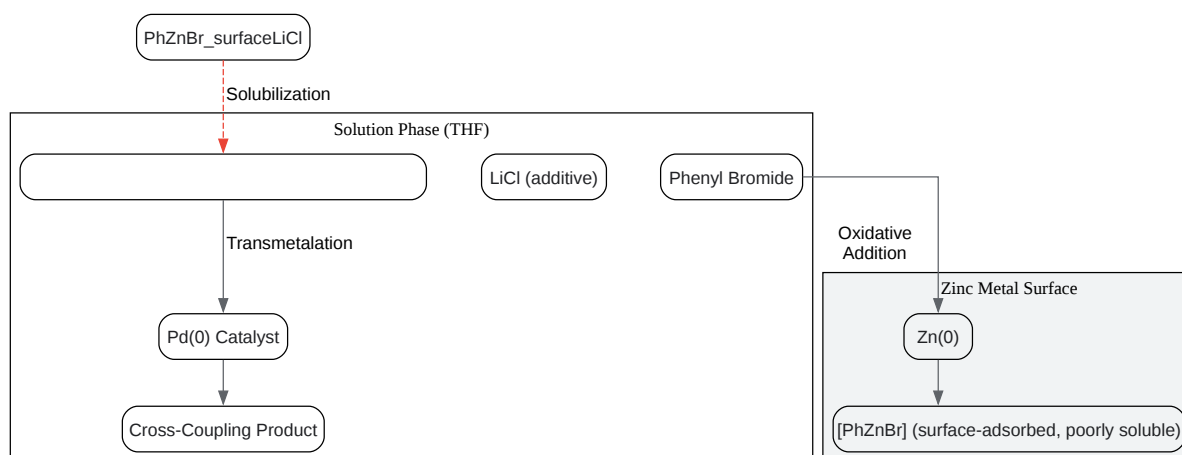 PhZnBr_surfaceLiCl
Solubilization
Solution Phase (THF)
LiCl (additive)
Phenyl Bromide
Transmetalation
Oxidative
Addition
Zinc Metal Surface
Pd(0) Catalyst
Zn(0)
Cross-Coupling Product
[PhZnBr] (surface-adsorbed, poorly soluble)